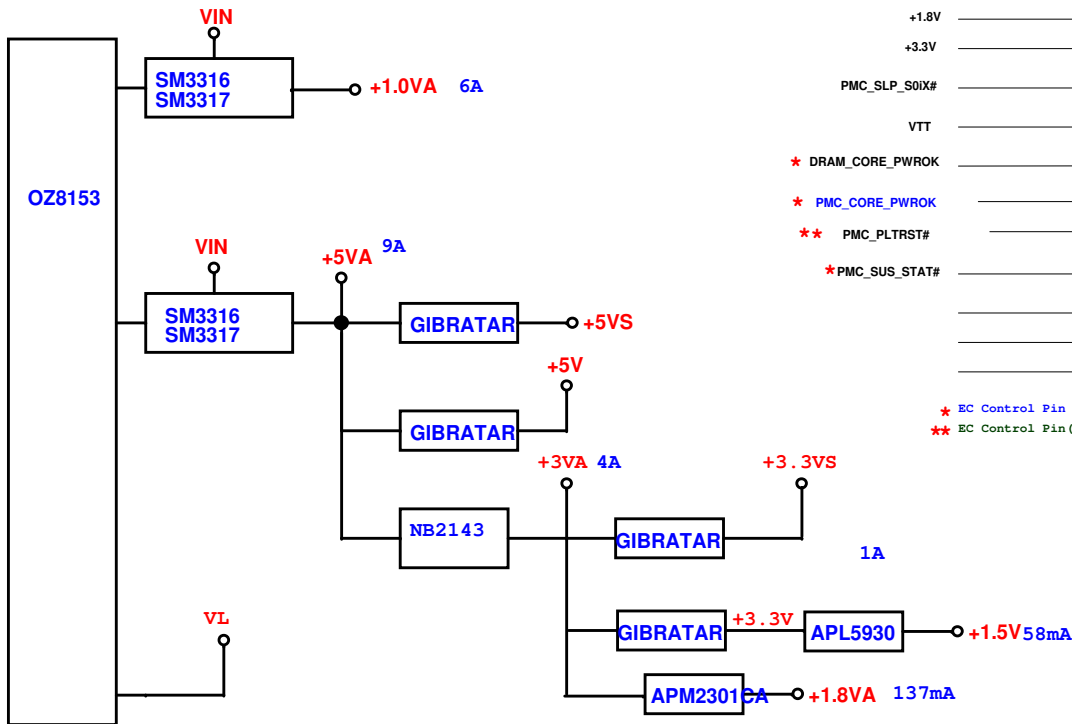 VIN
SM3316
SM3317
+1.0VA 6A
OZ8153
VIN
SM3316
SM3317
+5VA 9A
GIBRATAR
+5VS
+5V
GIBRATAR
+3VA 4A
+3.3VS
NB2143
GIBRATAR
1A
VL
GIBRATAR
+3.3V
APL5930
+1.5V 58mA
APM2301CA
+1.8VA 137mA
+1.8V
+3.3V
PMC_SLP_S0iX#
VTT
* DRAM_CORE_PWROK
* PMC_CORE_PWROK
** PMC_PLTRST#
* PMC_SUS_STAT#
* EC Control Pin
** EC Control Pin(